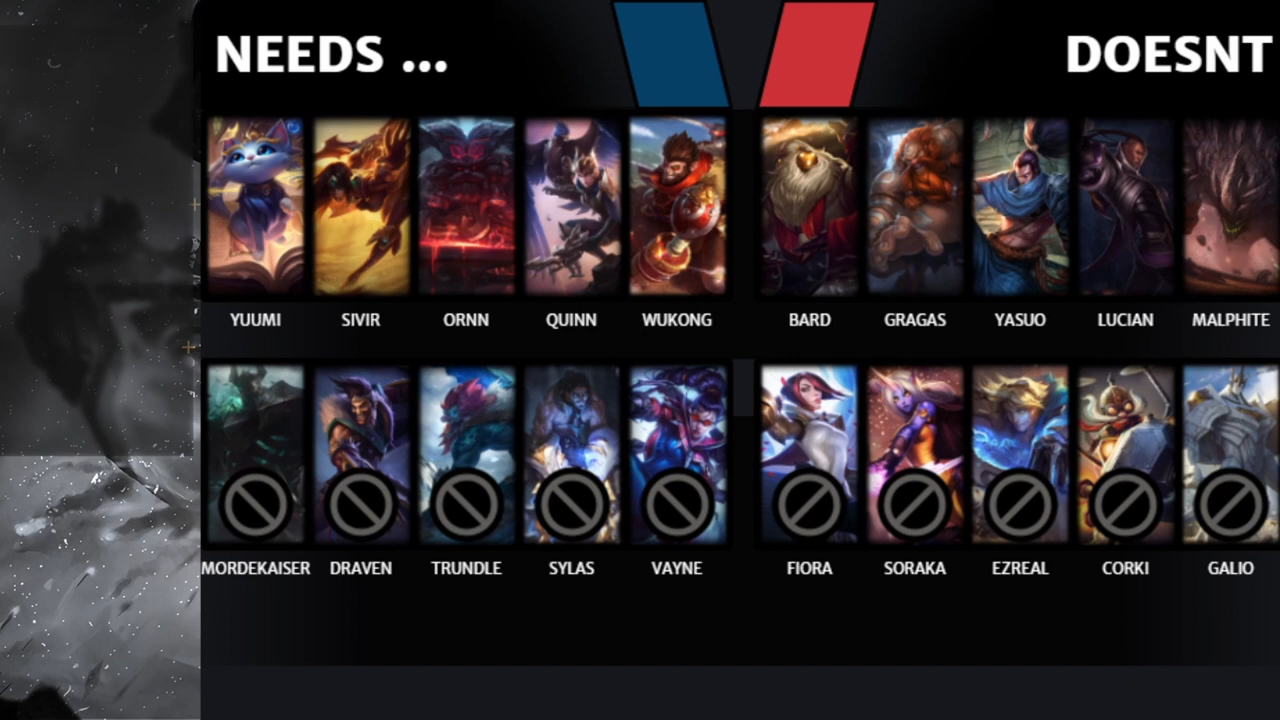 NEEDS ... DOESNT
YUUMI SIVIR ORNN QUINN WUKONG BARD GRAGAS YASUO LUCIAN MALPHITE
MORDEKAISER DRAVEN TRUNDLE SYLAS VAYNE FIORA SORAKA EZREAL CORKI GALIO